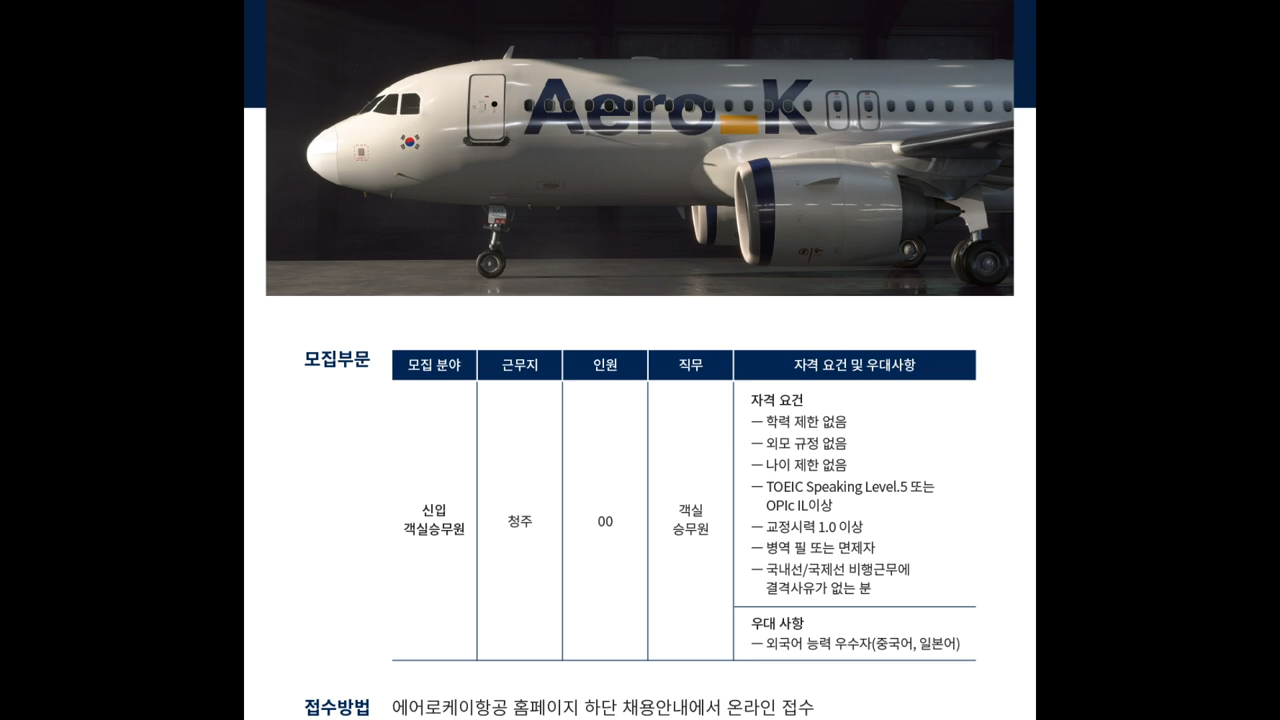 Aero_K
모집부문
모집 분야 근무지 인원 직무 자격 요건 및 우대사항
신입
객실승무원
청주
00
객실
승무원
자격 요건
— 학력 제한 없음
— 외모 규정 없음
— 나이 제한 없음
— TOEIC Speaking Level.5 또는
OPIc IL이상
— 교정시력 1.0 이상
— 병역 필 또는 면제자
— 국내선/국제선 비행근무에
결격사유가 없는 분
우대 사항
— 외국어 능력 우수자(중국어, 일본어)
접수방법 에어로케이항공 홈페이지 하단 채용안내에서 온라인 접수